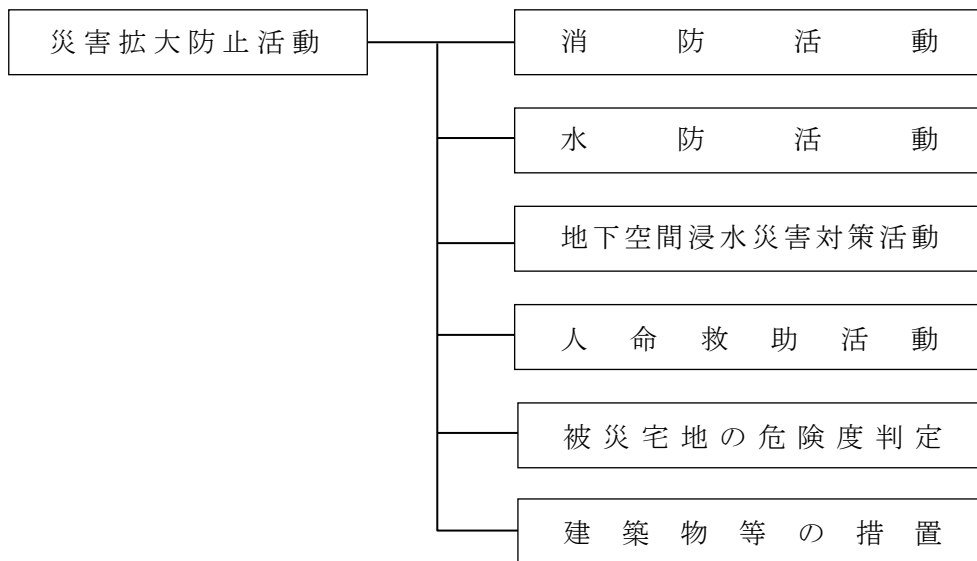 災害拡大防止活動
消防活動
水防活動
地下空間浸水災害対策活動
人命救助活動
被災宅地の危険度判定
建築物等の措置